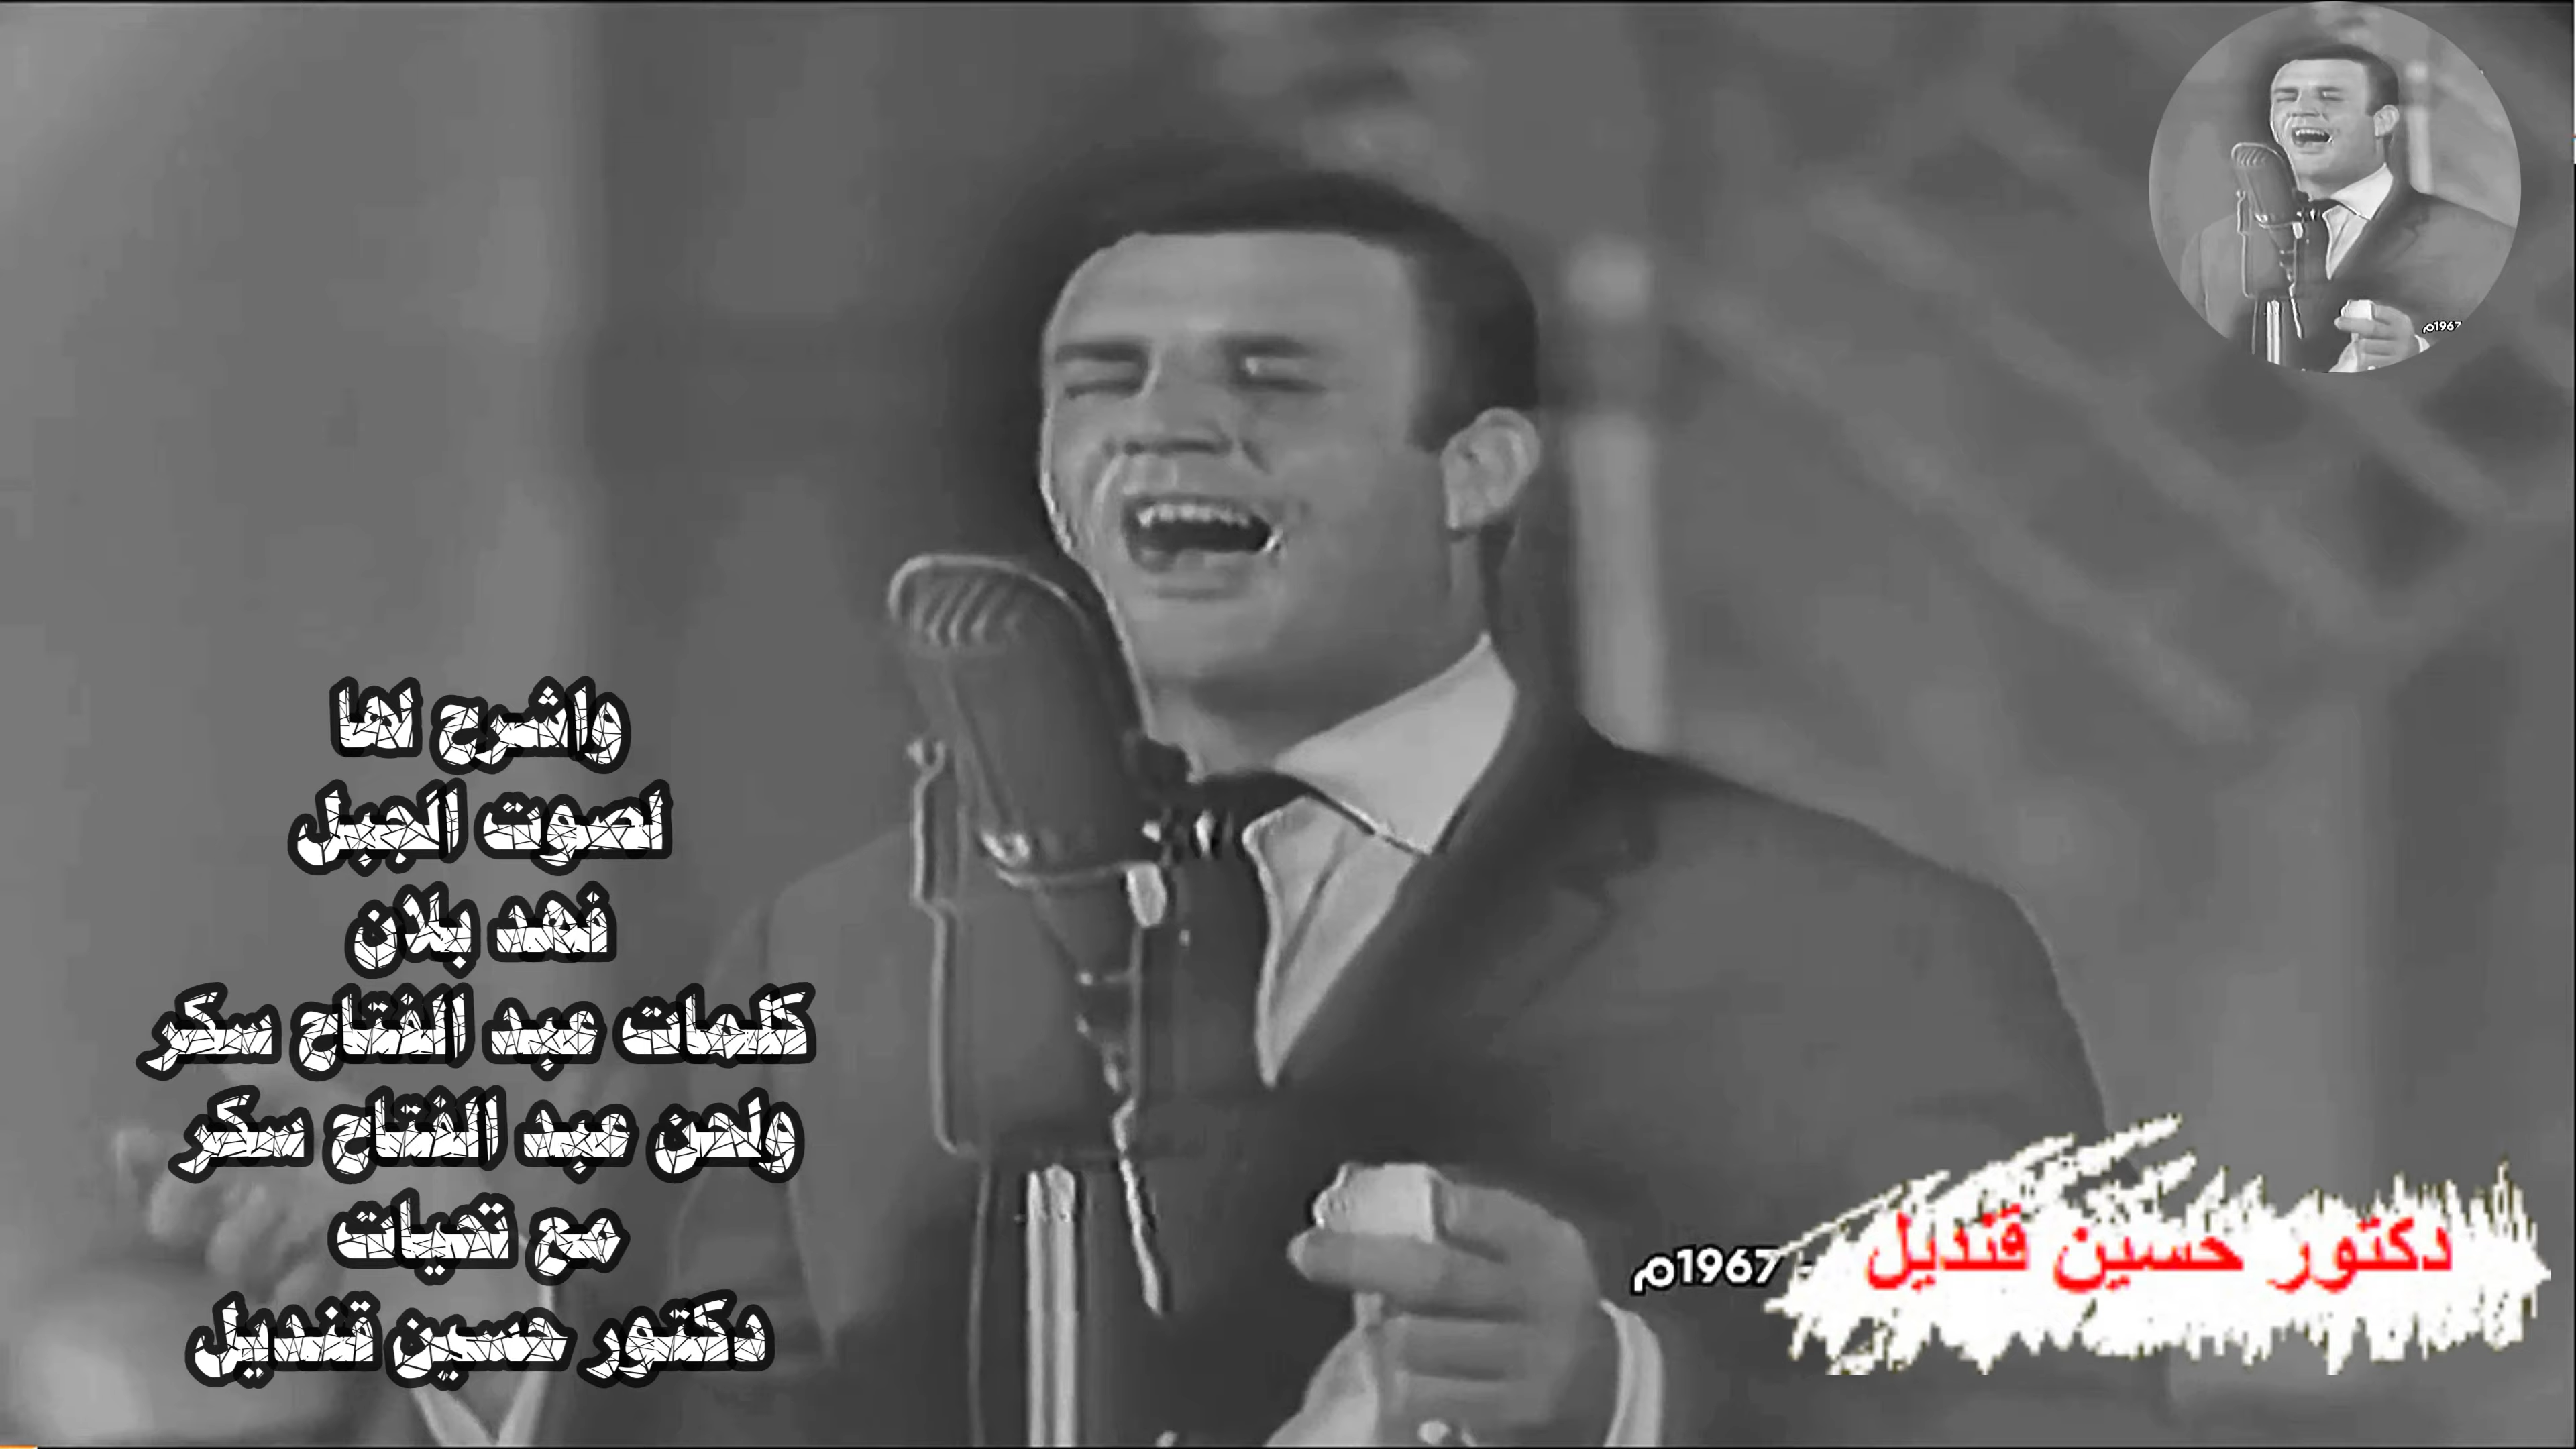 واشرح لها
لصوت الجبل
فهد بلان
كلمات عبد الفتاح سكر
ولحن عبد الفتاح سكر
مع تحيات
دكتور حسين قنديل
1967م
دكتور حسين قنديل
1967م